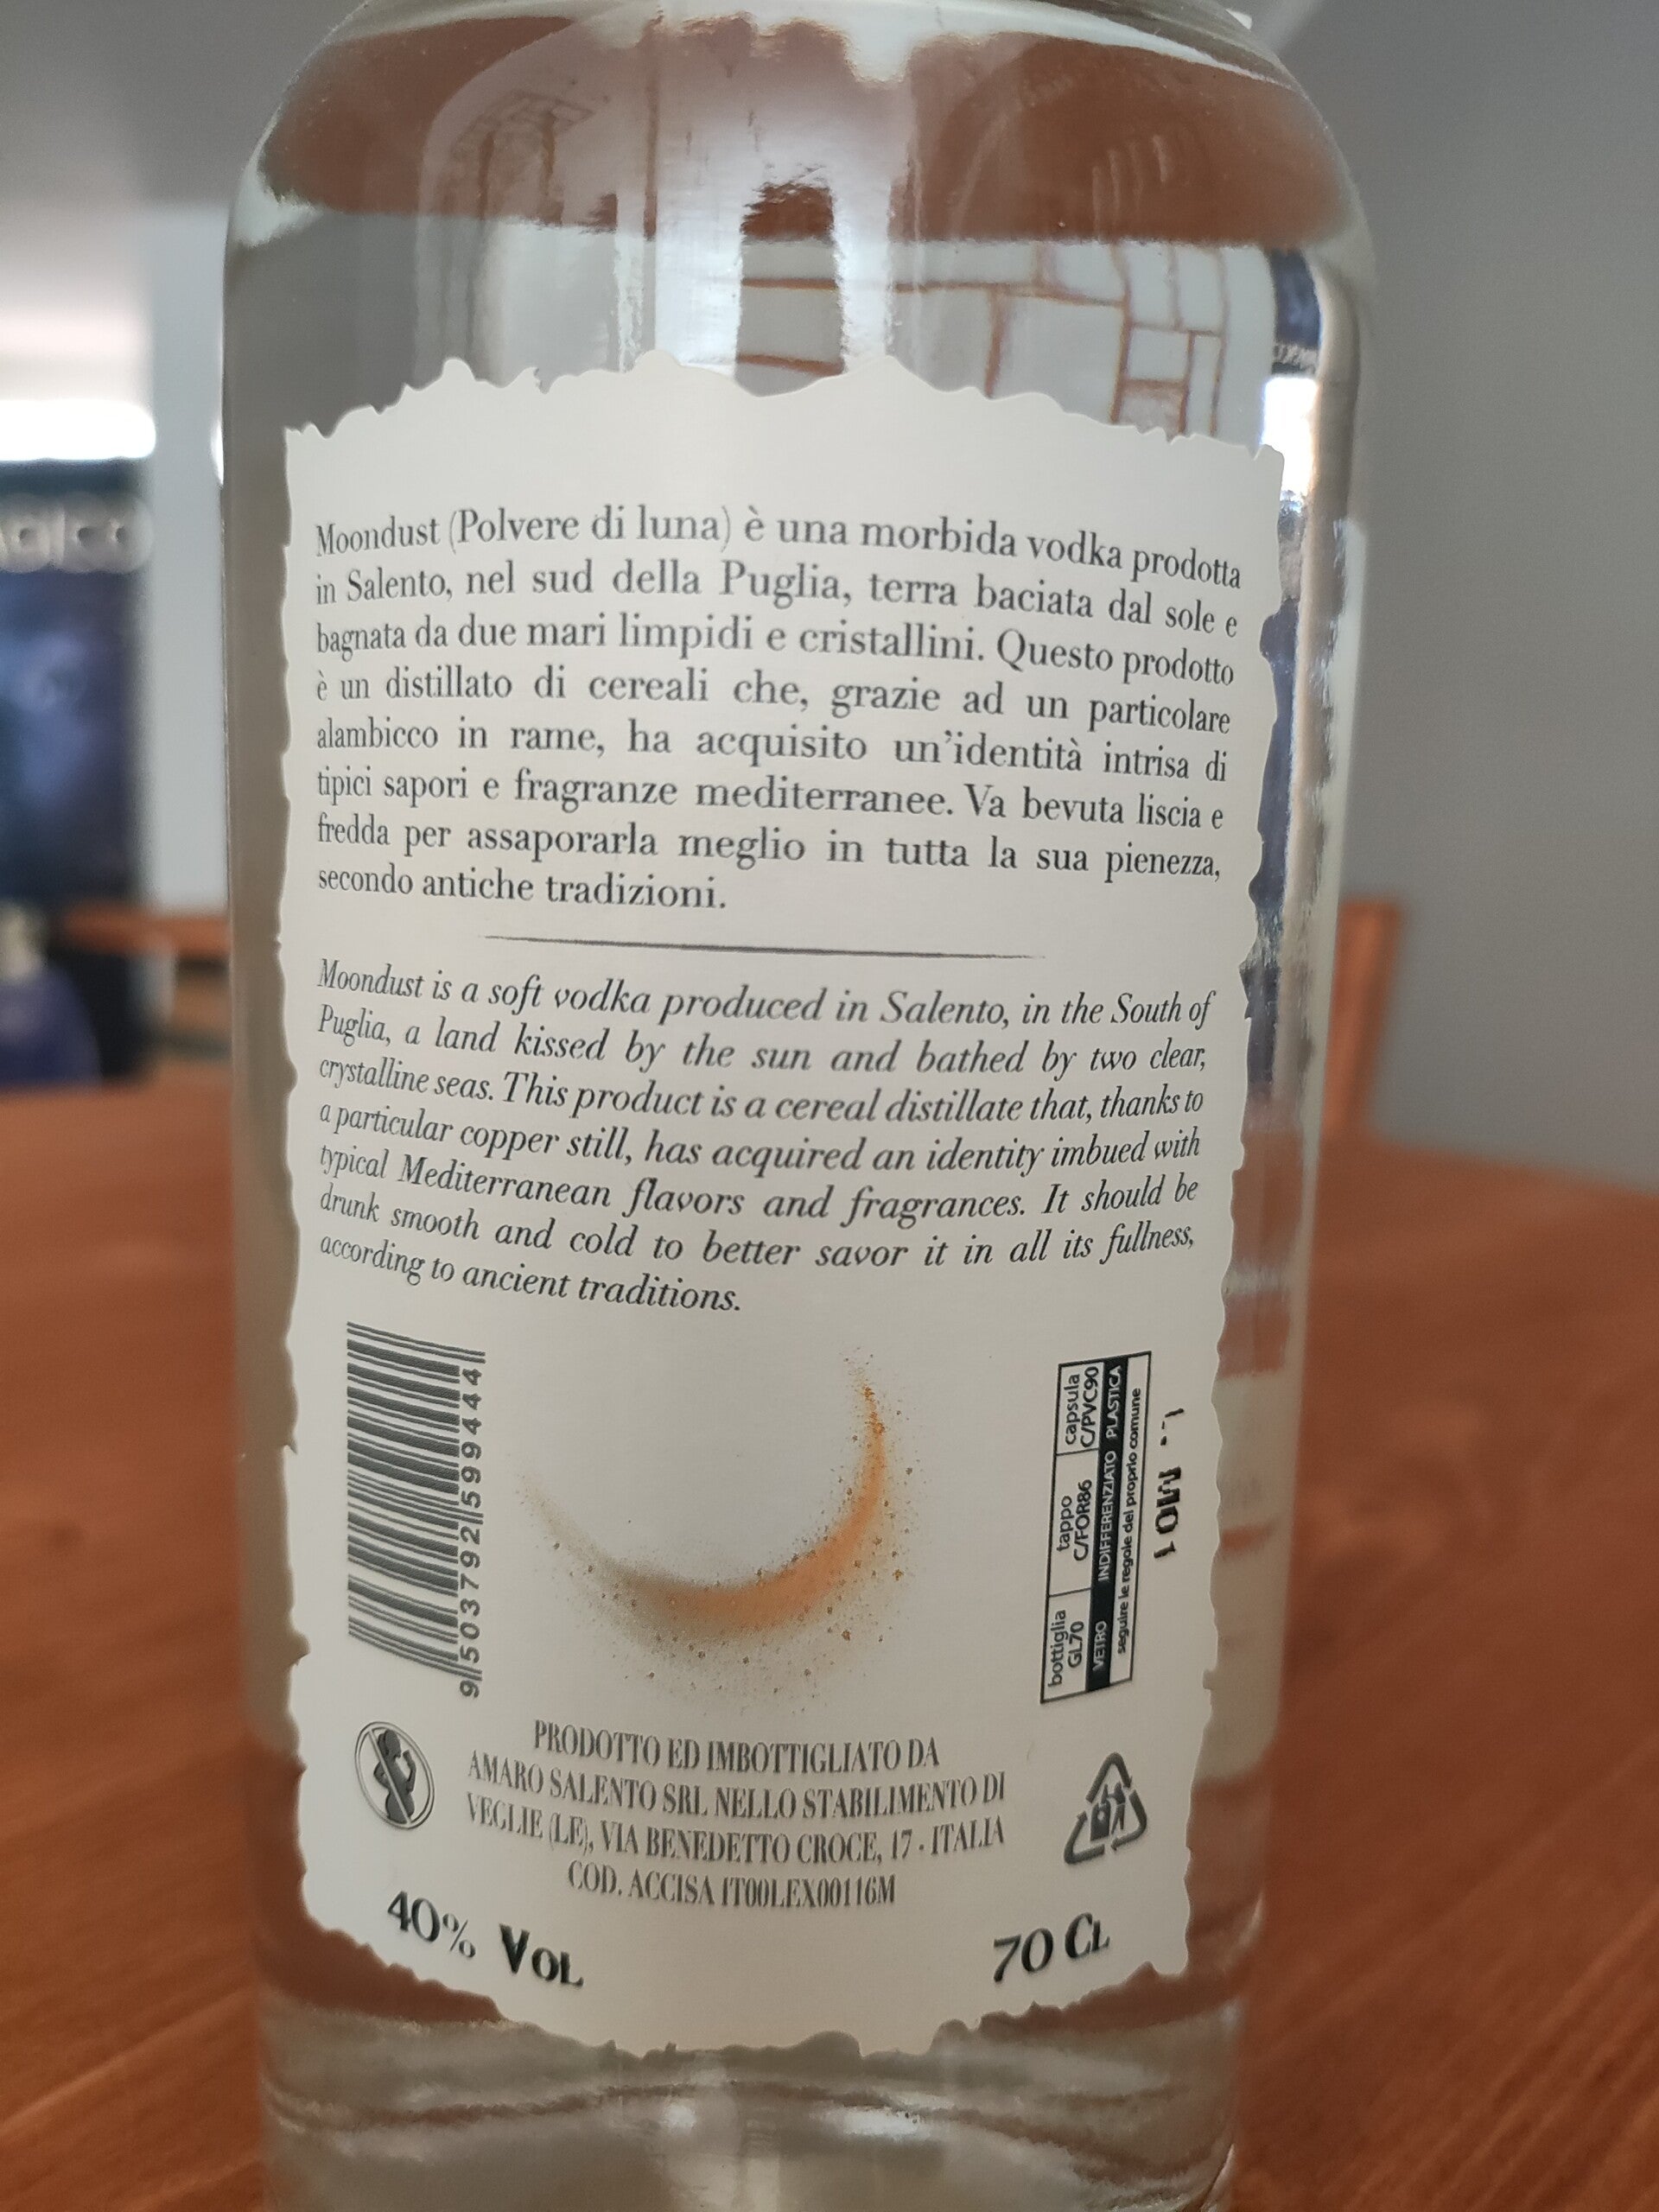 Moondust (Polvere di luna) è una morbida vodka prodotta
in Salento, nel sud della Puglia, terra baciata dal sole e
bagnata da due mari limpidi e cristallini. Questo prodotto
è un distillato di cereali che, grazie ad un particolare
alambicco in rame, ha acquisito un'identità intrisa di
tipici sapori e fragranze mediterranee. Va bevuta liscia e
fredda per assaporarla meglio in tutta la sua pienezza,
secondo antiche tradizioni.
Moondust is a soft vodka produced in Salento, in the South of
Puglia, a land kissed by the sun and bathed by two clear,
crystalline seas. This product is a cereal distillate that, thanks to
a particular copper still, has acquired an identity imbued with
typical Mediterranean flavors and fragrances. It should be
drunk smooth and cold to better savor it in all its fullness,
according to ancient traditions.
9503792599444
bottiglia tappo capsula
GL70 C/FOR86 C/PVC90
VETRO INDIFFERENZIATO PLASTICA
seguire le regole del proprio comune
L. M01
PRODOTTO ED IMBOTTIGLIATO DA
AMARO SALENTO SRL NELLO STABILIMENTO DI
VEGLIE (LE), VIA BENEDETTO CROCE, 17 - ITALIA
COD. ACCISA IT00LEX00116M
40% VOL
70 CL